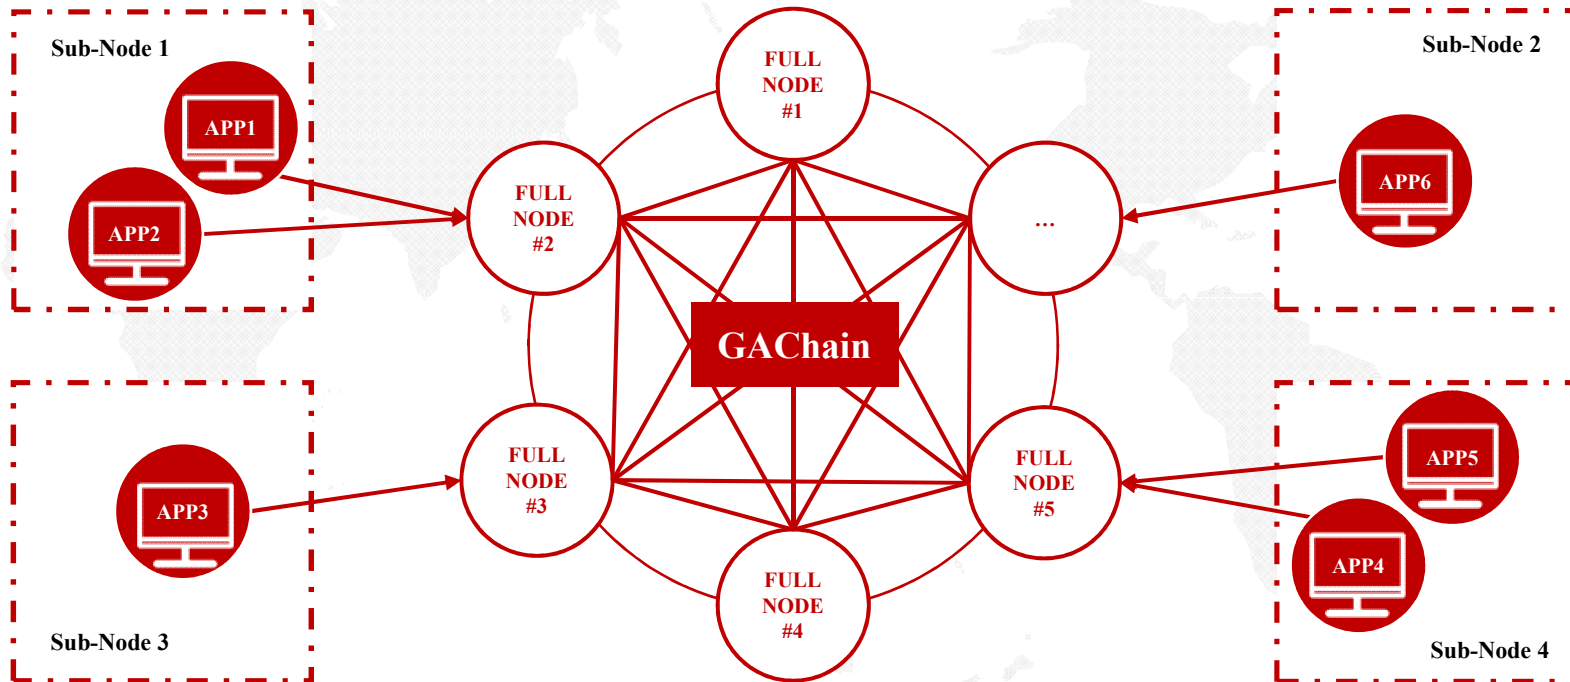 Sub-Node 1
APP1
APP2
FULL
NODE
#1
FULL
NODE
#2
...
Sub-Node 2
APP6
GAChain
APP3
Sub-Node 3
FULL
NODE
#3
FULL
NODE
#4
FULL
NODE
#5
APP5
APP4
Sub-Node 4